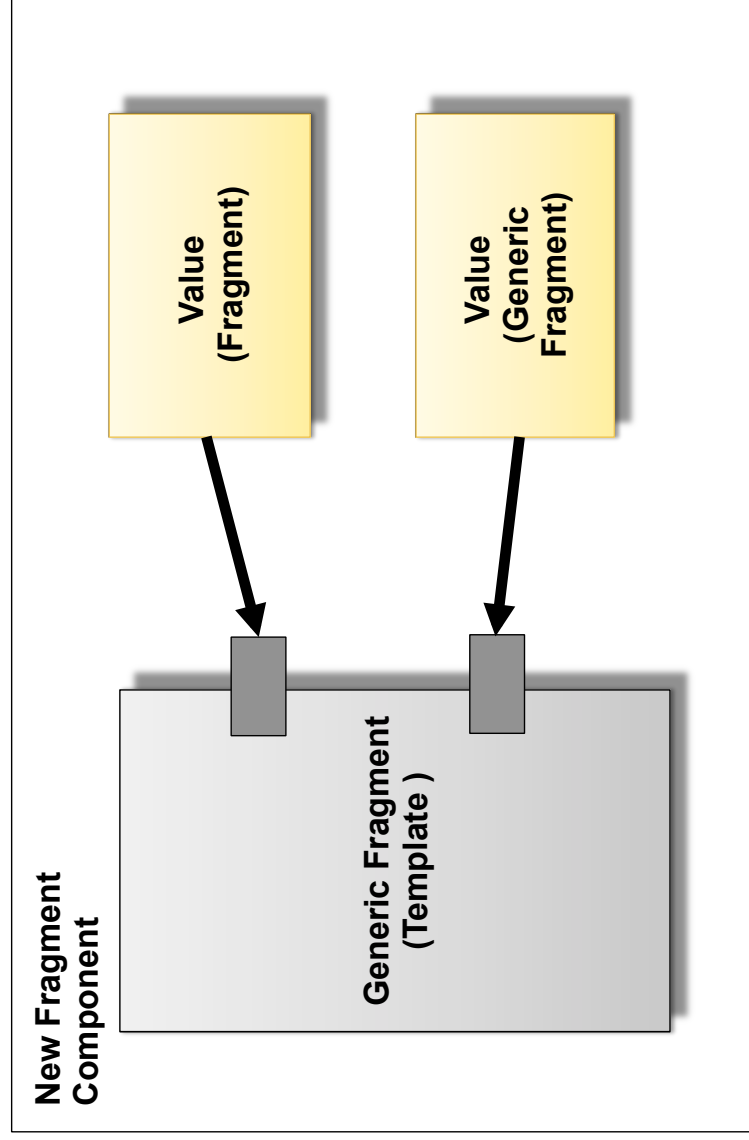 New Fragment
Component
Generic Fragment
(Template )
Value
(Fragment)
Value
(Generic
Fragment)